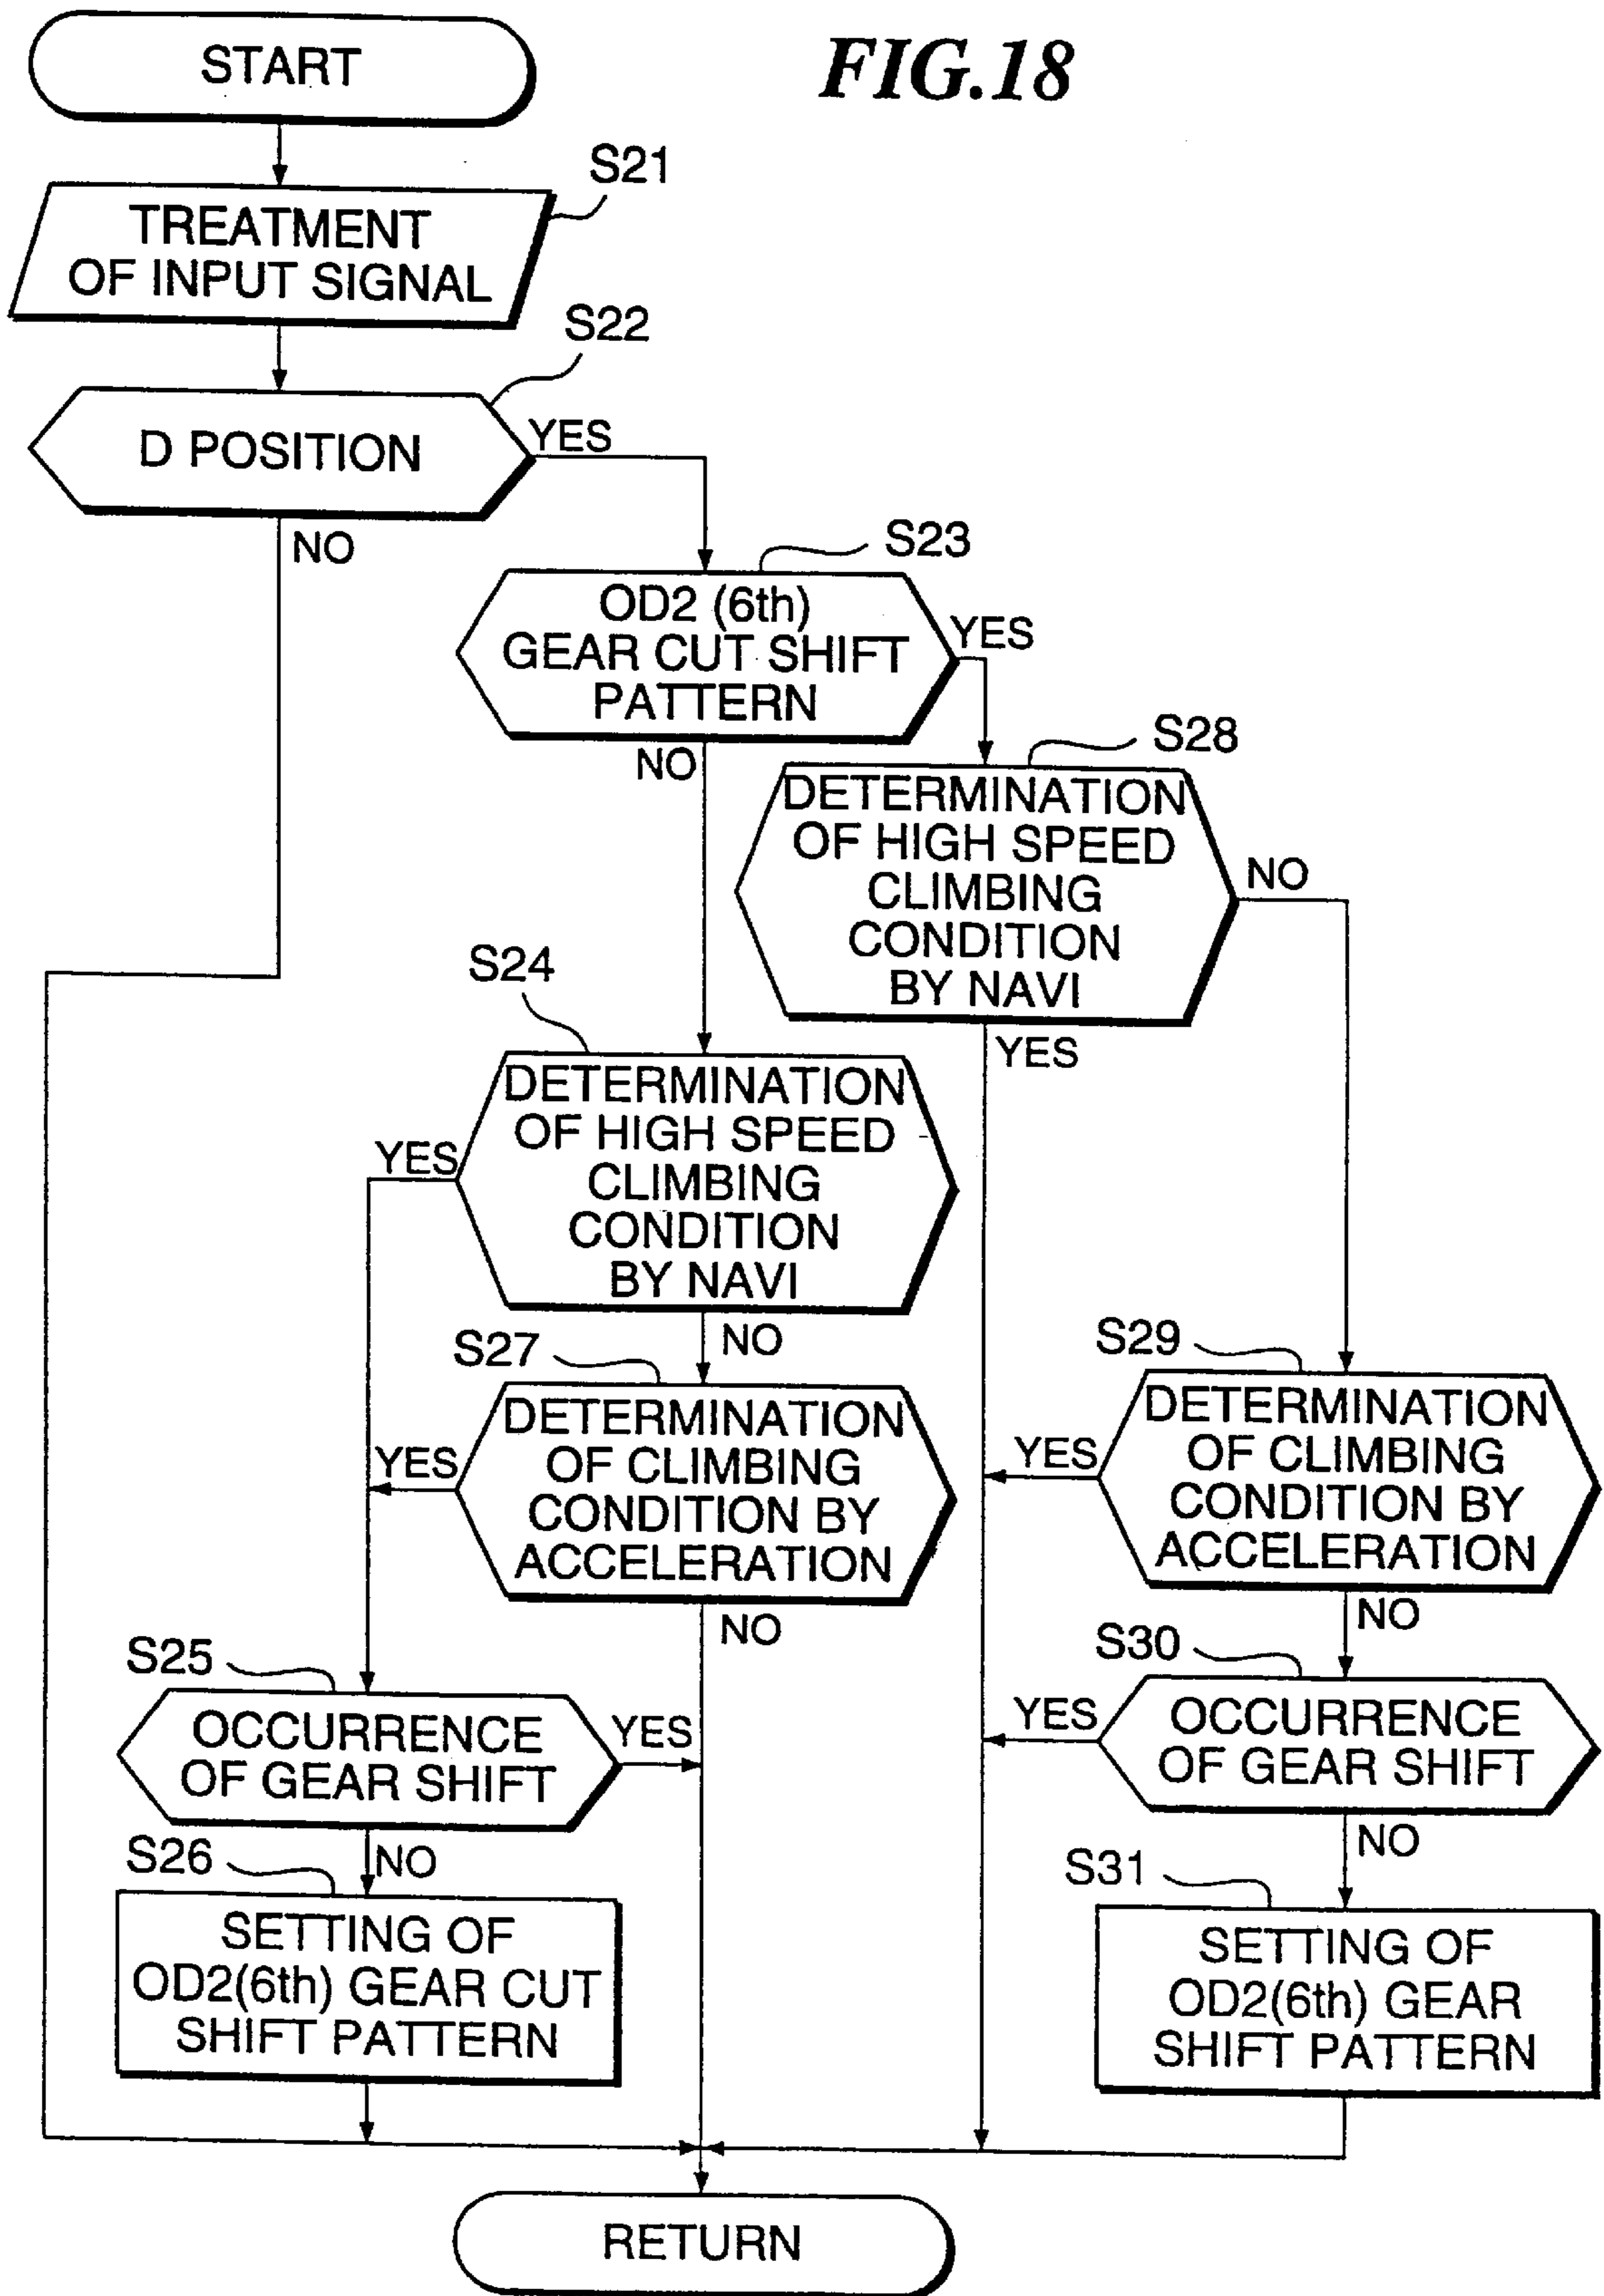 START
FIG.18
S21
TREATMENT
OF INPUT SIGNAL
S22
D POSITION
YES
NO
S23
OD2 (6th)
GEAR CUT SHIFT
PATTERN
YES
NO
S28
DETERMINATION
OF HIGH SPEED
CLIMBING
CONDITION
BY NAVI
NO
YES
S24
DETERMINATION
OF HIGH SPEED
CLIMBING
CONDITION
BY NAVI
YES
NO
S27
DETERMINATION
OF CLIMBING
CONDITION BY
ACCELERATION
YES
NO
S29
DETERMINATION
OF CLIMBING
CONDITION BY
ACCELERATION
YES
NO
S25
OCCURRENCE
OF GEAR SHIFT
YES
NO
S30
OCCURRENCE
OF GEAR SHIFT
YES
NO
S26
SETTING OF
OD2(6th) GEAR CUT
SHIFT PATTERN
S31
SETTING OF
OD2(6th) GEAR
SHIFT PATTERN
RETURN